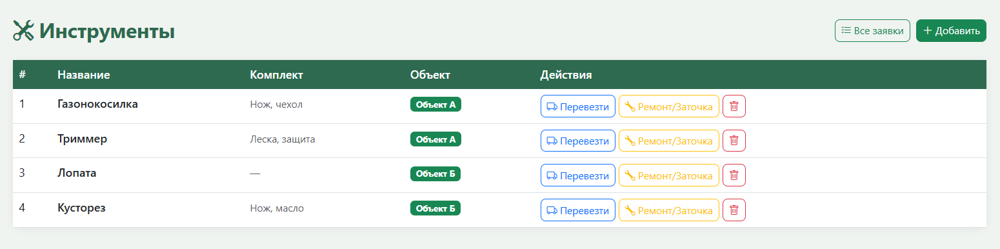 Инструменты
Все заявки
+ Добавить
# Название Комплект Объект Действия
1 Газонокосилка Нож, чехол Объект А Перевезти Ремонт/Заточка
2 Триммер Леска, защита Объект А Перевезти Ремонт/Заточка
3 Лопата — Объект Б Перевезти Ремонт/Заточка
4 Кусторез Нож, масло Объект Б Перевезти Ремонт/Заточка